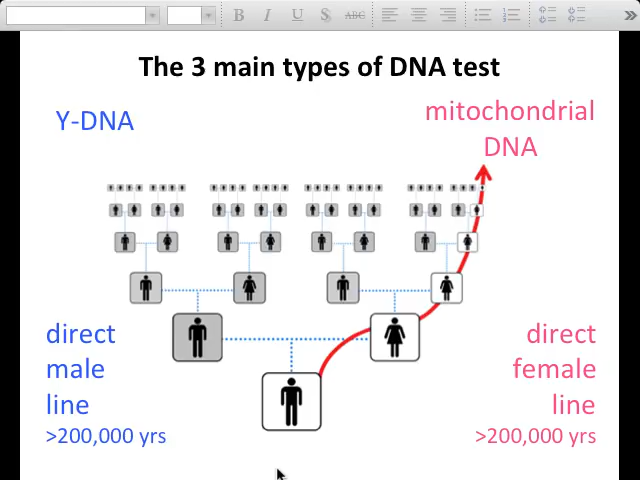 B I U S ABC
The 3 main types of DNA test
Y-DNA
mitochondrial
DNA
direct
male
line
>200,000 yrs
direct
female
line
>200,000 yrs